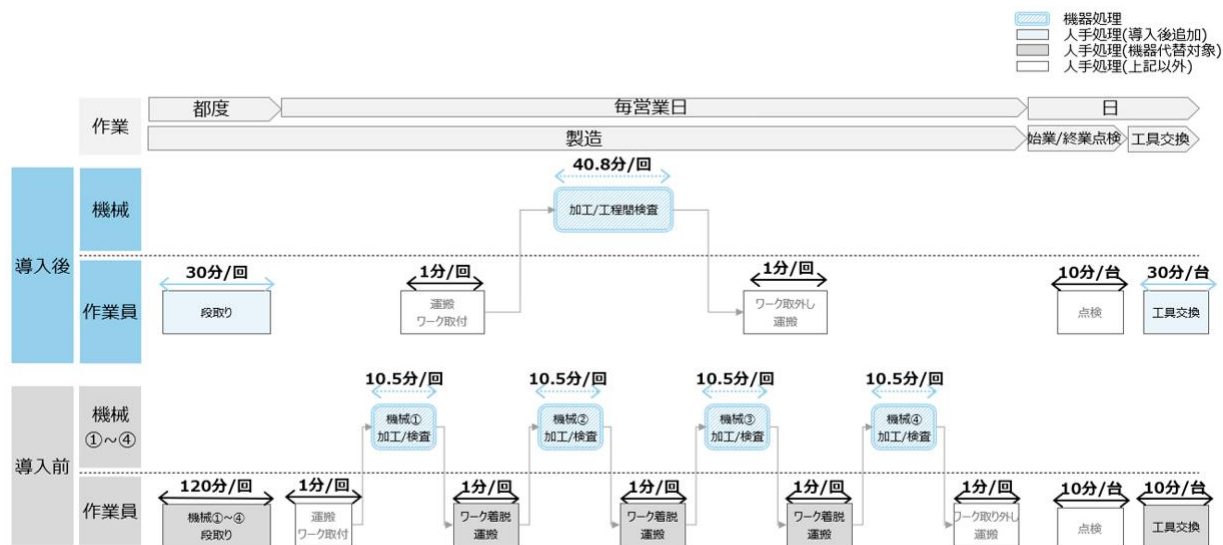 機器処理
人手処理(導入後追加)
人手処理(機器代替対象)
人手処理(上記以外)
作業
都度
毎営業日
日
製造
始業/終業点検
工具交換
導入後
機械
40.8分/回
加工/工程間検査
作業員
30分/回
段取り
1分/回
運搬
ワーク取付
1分/回
ワーク取外し
運搬
10分/台
点検
30分/台
工具交換
導入前
機械
①~④
10.5分/回
機械①
加工/検査
10.5分/回
機械②
加工/検査
10.5分/回
機械③
加工/検査
10.5分/回
機械④
加工/検査
作業員
120分/回
機械①~④
段取り
1分/回
運搬
ワーク取付
1分/回
ワーク着脱
運搬
1分/回
ワーク着脱
運搬
1分/回
ワーク着脱
運搬
1分/回
ワーク取り外し
運搬
10分/台
点検
10分/台
工具交換